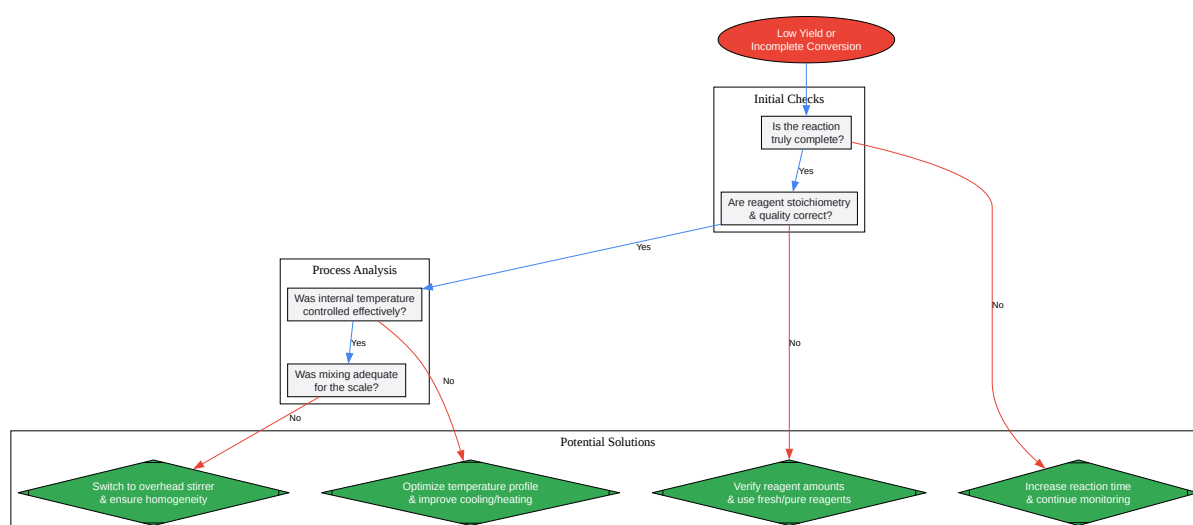 Low Yield or
Incomplete Conversion
Initial Checks
Is the reaction
truly complete?
Yes
Are reagent stoichiometry
& quality correct?
Yes
Process Analysis
Was internal temperature
controlled effectively?
No
Yes
No
Was mixing adequate
for the scale?
No
No
Potential Solutions
Switch to overhead stirrer
& ensure homogeneity
Optimize temperature profile
& improve cooling/heating
Verify reagent amounts
& use fresh/pure reagents
Increase reaction time
& continue monitoring